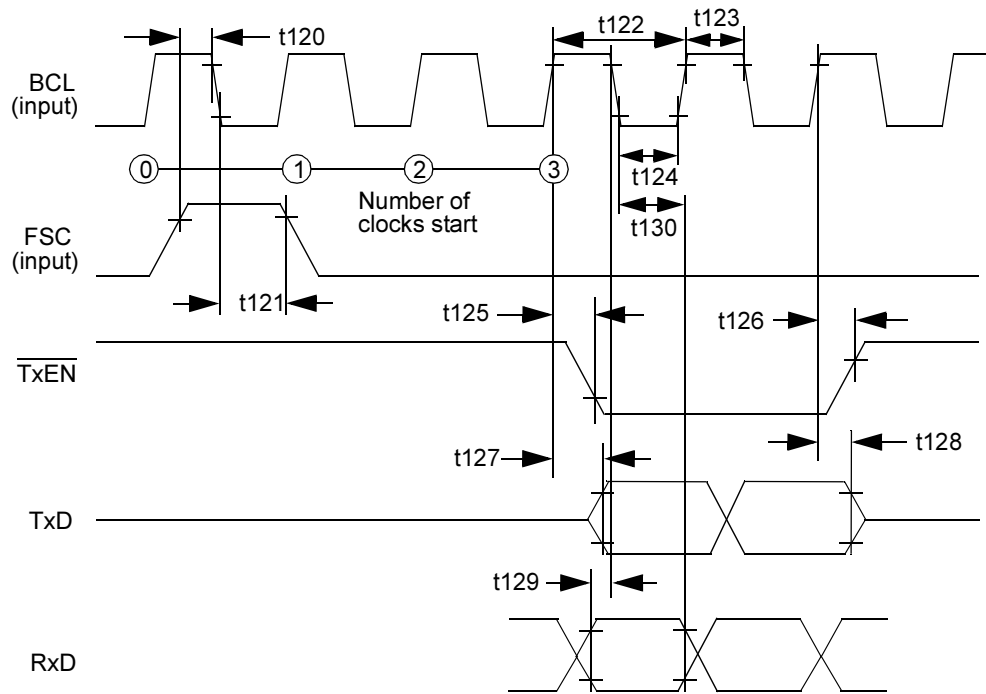 t120
t122
t123
BCL
(input)
0
1
2
3
t124
Number of
clocks start
t130
FSC
(input)
t121
t125
t126
TxEN
t127
t128
TxD
t129
RxD